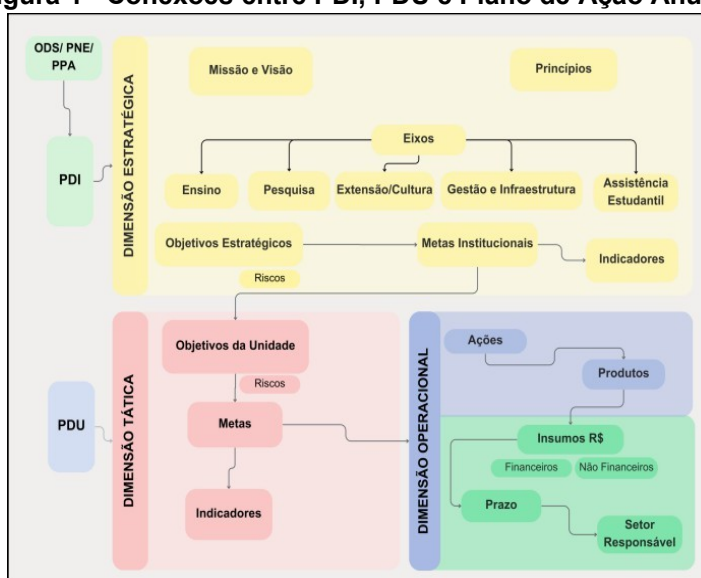 gura 1 - Conexões entre PDI, PDU e Plano de Ação Anu
ODS/ PNE/
PPA
PDI
DIMENSÃO ESTRATÉGICA
Missão e Visão
Princípios
Eixos
Ensino
Pesquisa
Extensão/Cultura
Gestão e Infraestrutura
Assistência
Estudantil
Objetivos Estratégicos
Metas Institucionais
Indicadores
Riscos
PDU
DIMENSÃO TÁTICA
Objetivos da Unidade
Riscos
Metas
Indicadores
DIMENSÃO OPERACIONAL
Ações
Produtos
Insumos R$
Financeiros
Não Financeiros
Prazo
Setor
Responsável